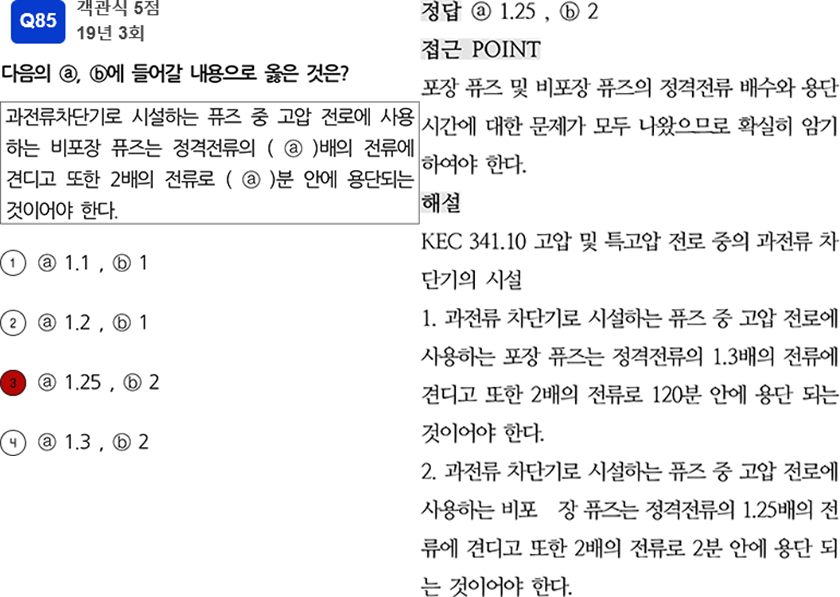 Q85
객관식 5점
19년 3회
다음의 ⓐ, ⓑ에 들어갈 내용으로 옳은 것은?
과전류차단기로 시설하는 퓨즈 중 고압 전로에 사용
하는 비포장 퓨즈는 정격전류의 ( ⓐ )배의 전류에
견디고 또한 2배의 전류로 ( ⓐ )분 안에 용단되는
것이어야 한다.
① ⓐ 1.1 , ⓑ 1
② ⓐ 1.2 , ⓑ 1
③ ⓐ 1.25 , ⓑ 2
④ ⓐ 1.3 , ⓑ 2
정답 ⓐ 1.25 , ⓑ 2
접근 POINT
포장 퓨즈 및 비포장 퓨즈의 정격전류 배수와 용단
시간에 대한 문제가 모두 나왔으므로 확실히 암기
하여야 한다.
해설
KEC 341.10 고압 및 특고압 전로 중의 과전류 차
단기의 시설
1. 과전류 차단기로 시설하는 퓨즈 중 고압 전로에
사용하는 포장 퓨즈는 정격전류의 1.3배의 전류에
견디고 또한 2배의 전류로 120분 안에 용단 되는
것이어야 한다.
2. 과전류 차단기로 시설하는 퓨즈 중 고압 전로에
사용하는 비포 장 퓨즈는 정격전류의 1.25배의 전
류에 견디고 또한 2배의 전류로 2분 안에 용단 되
는 것이어야 한다.